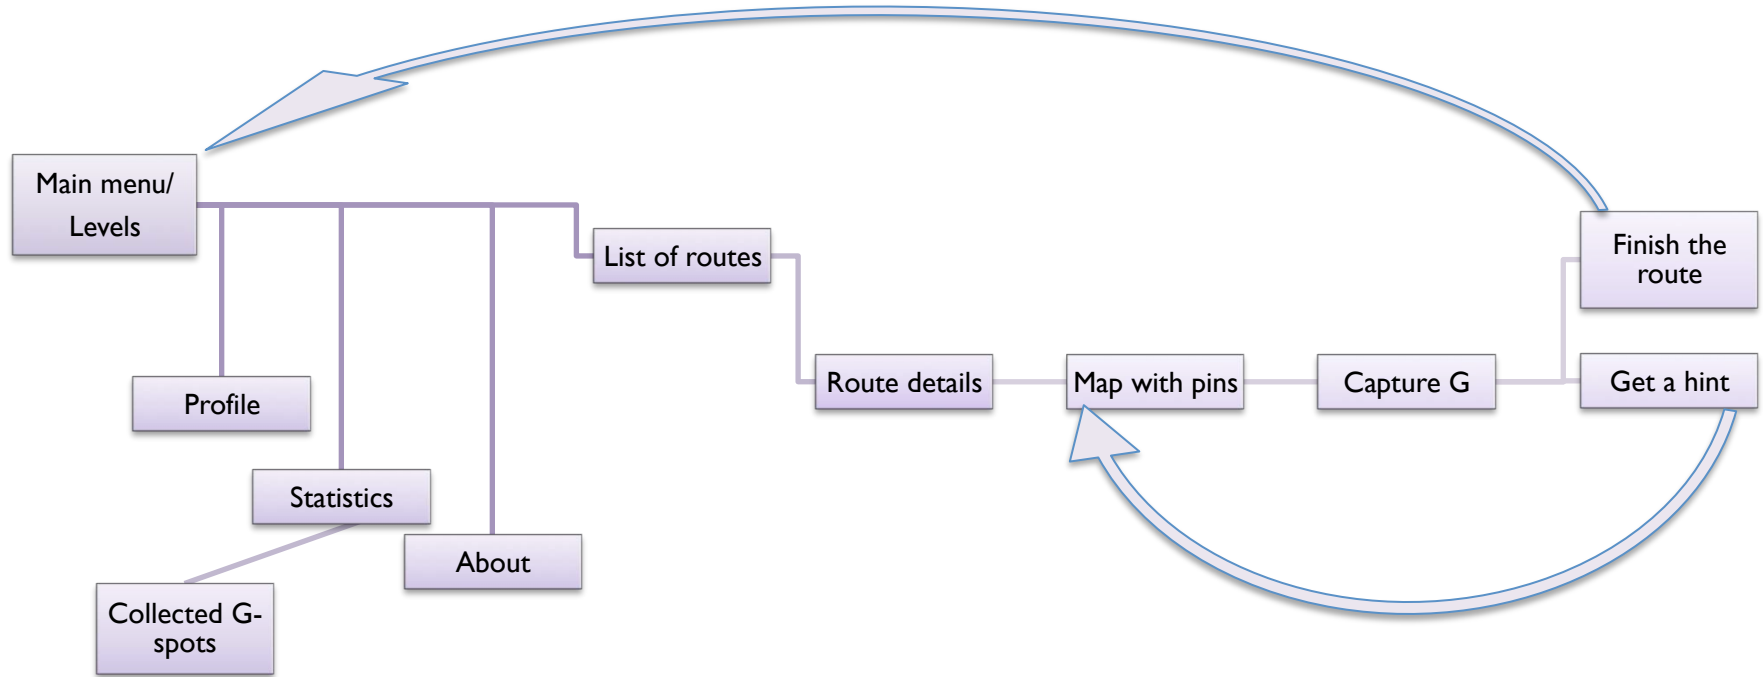 Main menu/
Levels
List of routes
Finish the
route
Route details
Map with pins
Capture G
Get a hint
Profile
Statistics
About
Collected G-
spots